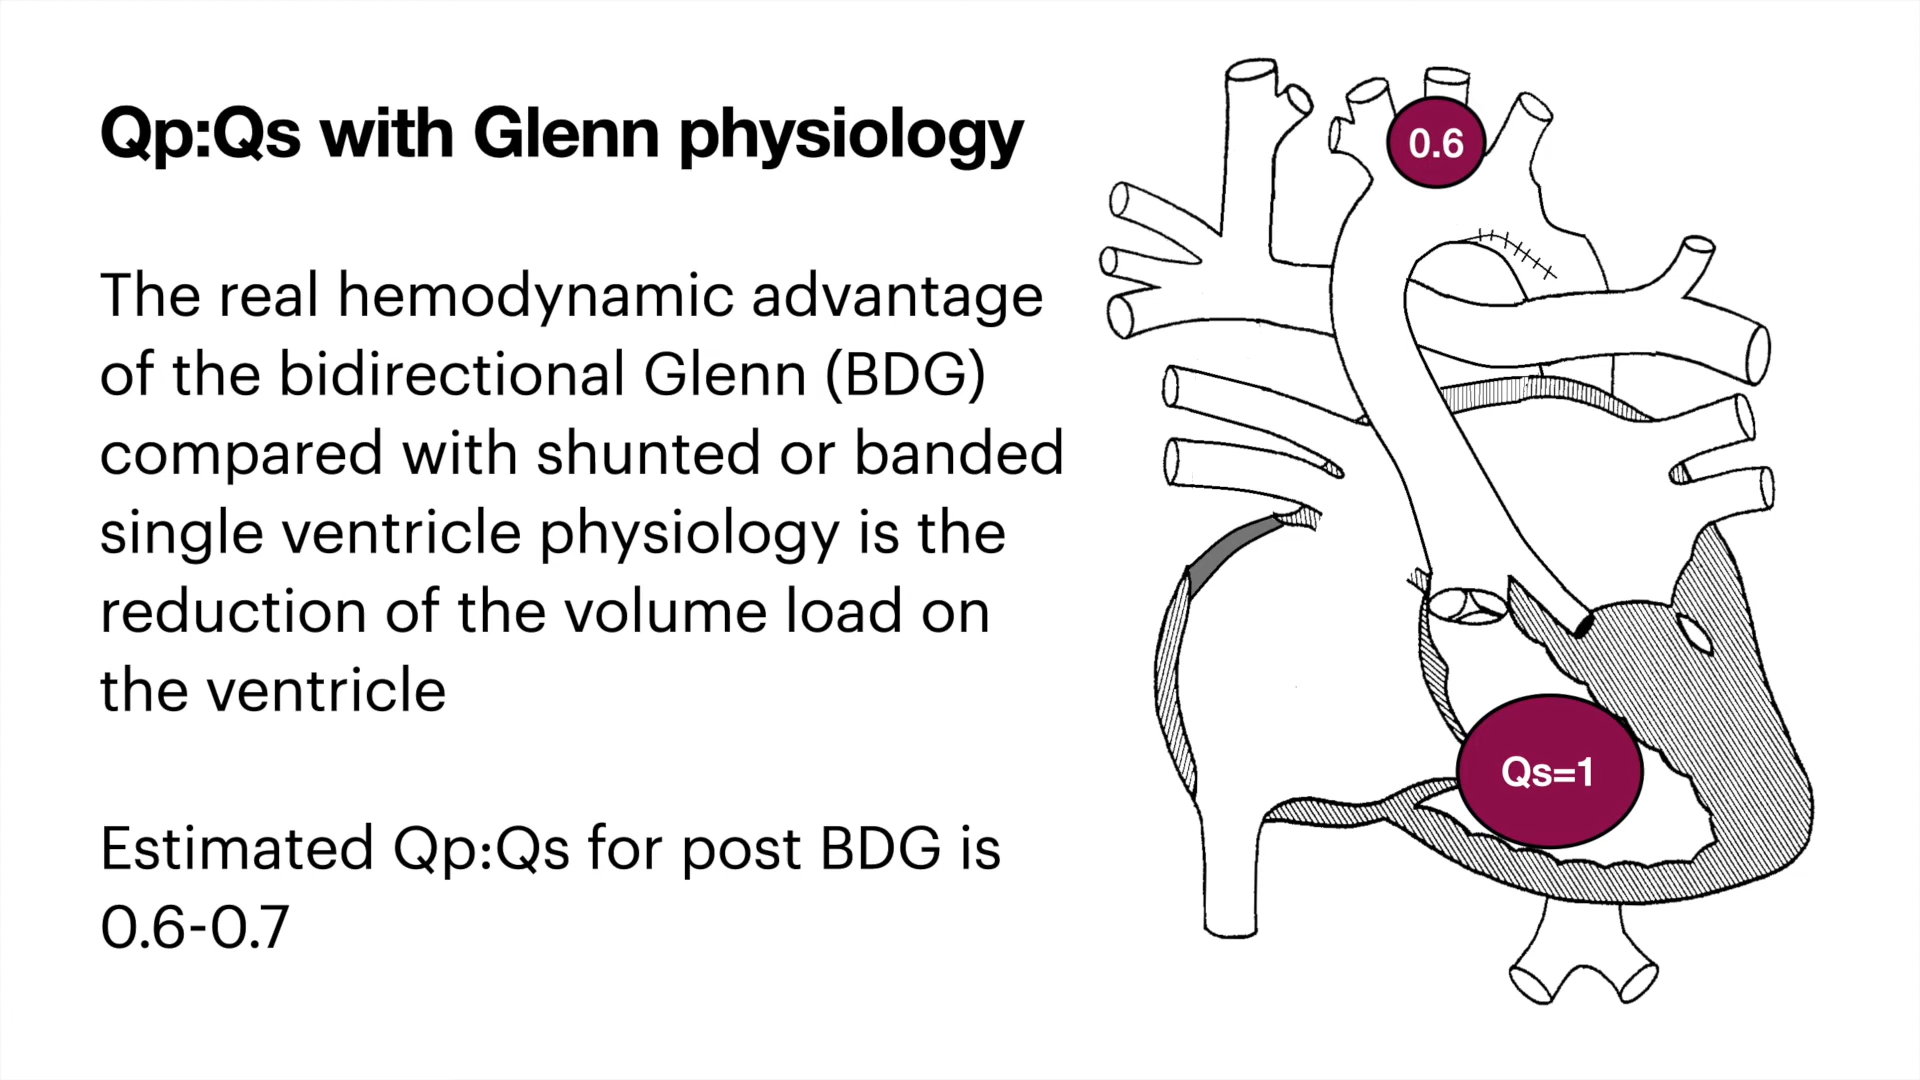 Qp:Qs with Glenn physiology
The real hemodynamic advantage
of the bidirectional Glenn (BDG)
compared with shunted or banded
single ventricle physiology is the
reduction of the volume load on
the ventricle
Estimated Qp:Qs for post BDG is
0.6-0.7
0.6
Qs=1